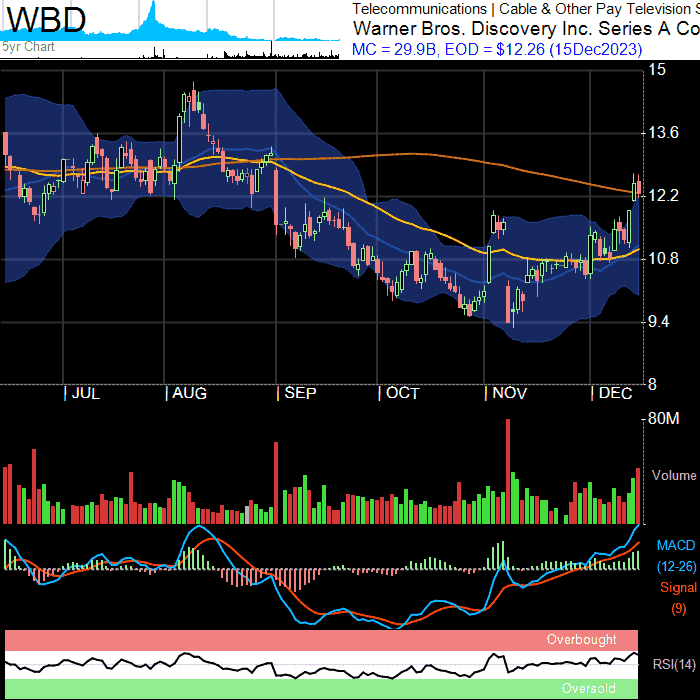 WBD
5yr Chart
Telecommunications | Cable & Other Pay Television S
Warner Bros. Discovery Inc. Series A Co
MC = 29.9B, EOD = $12.26 (15Dec2023)
15
13.6
12.2
10.8
9.4
8
| JUL | AUG | SEP | OCT | NOV | DEC
80M
Volume
MACD
(12-26)
Signal
(9)
Overbought
RSI(14)
Oversold